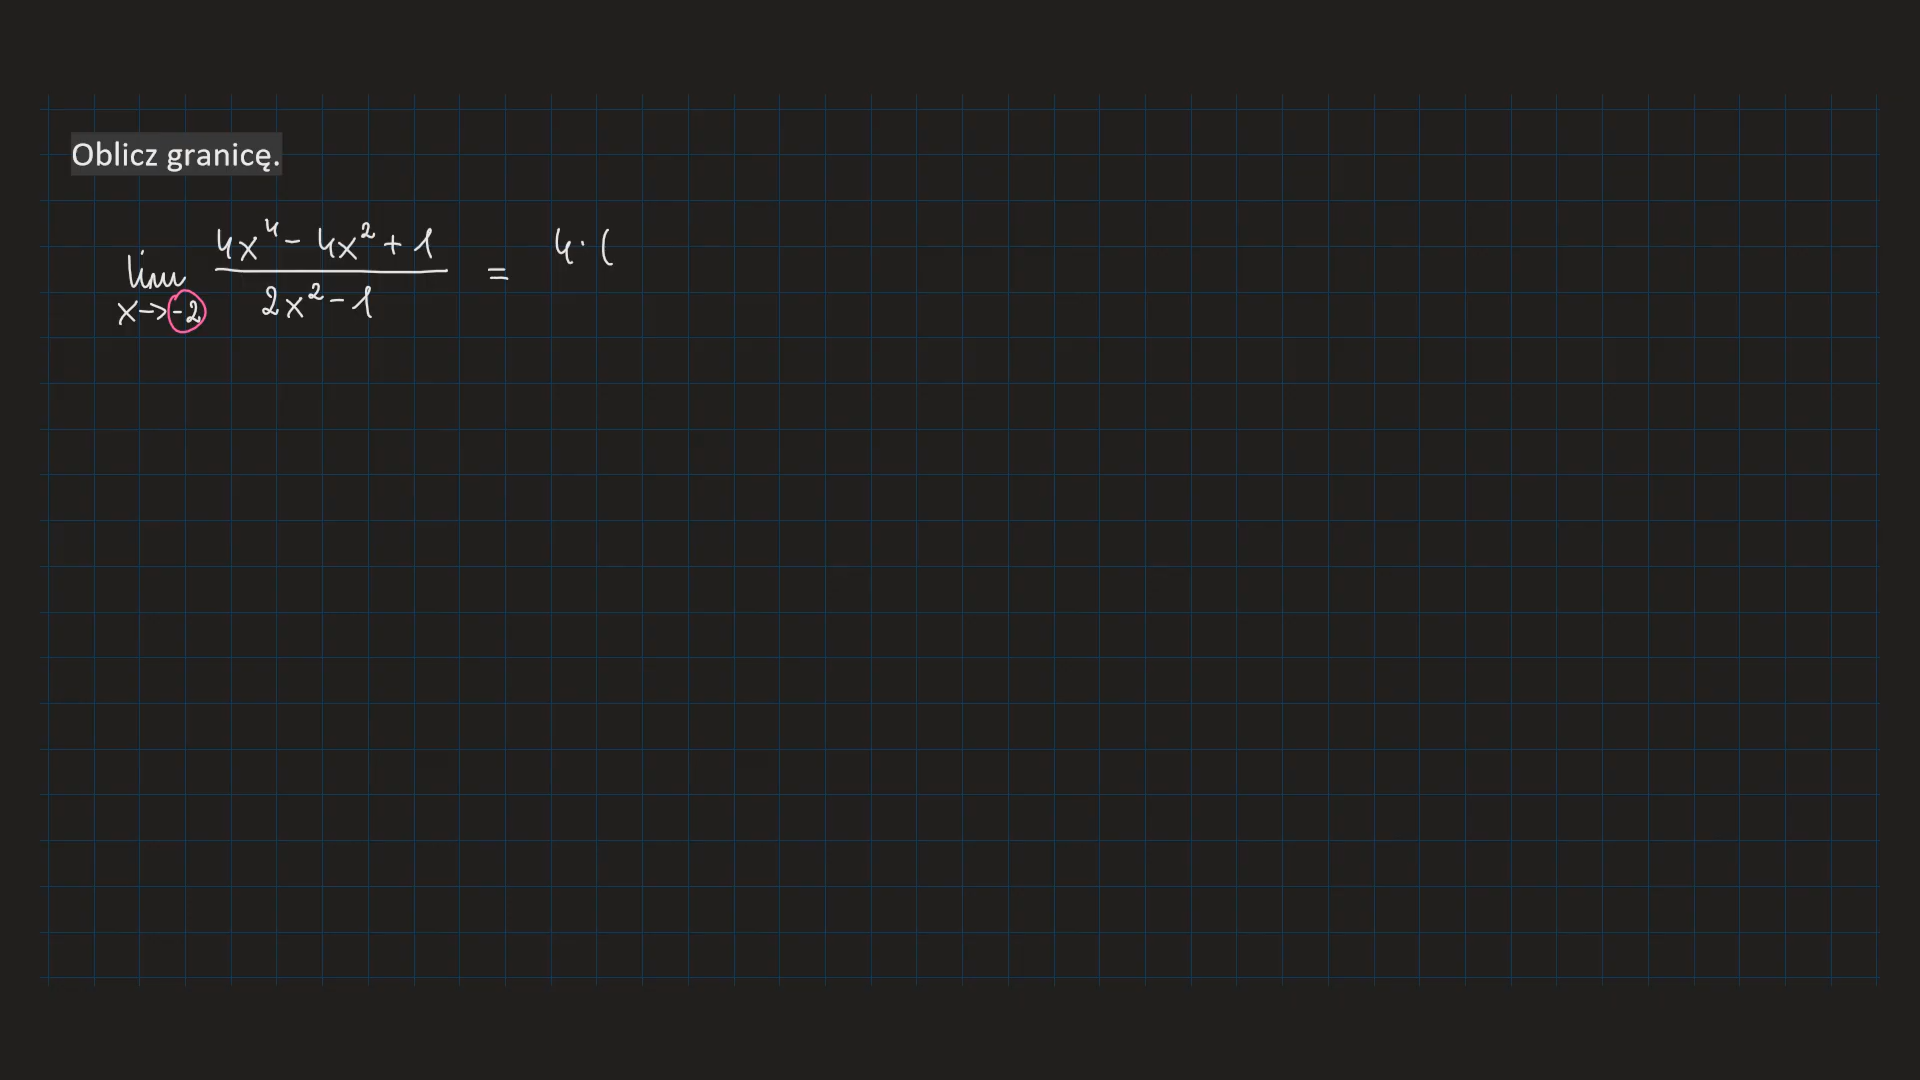 Oblicz granicę.
lim x→-2 (4x⁴ - 4x² + 1)/(2x² - 1) = 4·(